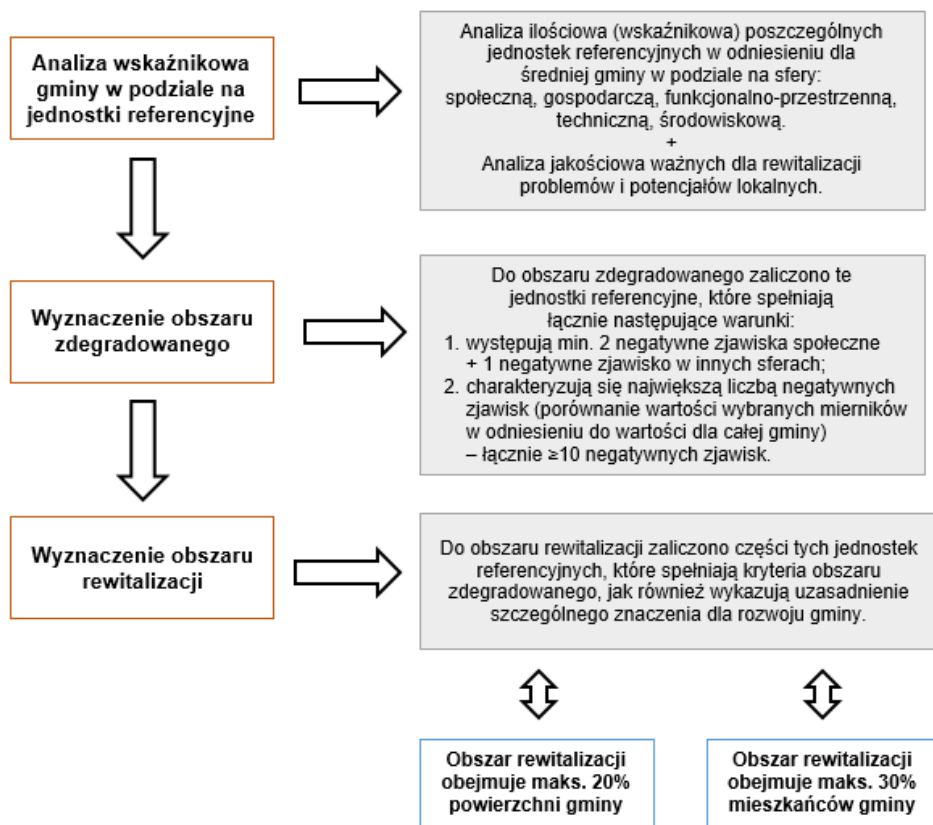 Analiza wskaźnikowa
gminy w podziale na
jednostki referencyjne
Analiza ilościowa (wskaźnikowa) poszczególnych
jednostek referencyjnych w odniesieniu dla
średniej gminy w podziale na sfery:
społeczną, gospodarczą, funkcjonalno-przestrzenną,
techniczną, środowiskową.
+
Analiza jakościowa ważnych dla rewitalizacji
problemów i potencjałów lokalnych.
Wyznaczenie obszaru
zdegradowanego
Do obszaru zdegradowanego zaliczono te
jednostki referencyjne, które spełniają
łącznie następujące warunki:
1. występują min. 2 negatywne zjawiska społeczne
+ 1 negatywne zjawisko w innych sferach;
2. charakteryzują się największą liczbą negatywnych
zjawisk (porównanie wartości wybranych mierników
w odniesieniu do wartości dla całej gminy)
– łącznie ≥10 negatywnych zjawisk.
Wyznaczenie obszaru
rewitalizacji
Do obszaru rewitalizacji zaliczono części tych jednostek
referencyjnych, które spełniają kryteria obszaru
zdegradowanego, jak również wykazują uzasadnienie
szczególnego znaczenia dla rozwoju gminy.
Obszar rewitalizacji
obejmuje maks. 20%
powierzchni gminy
Obszar rewitalizacji
obejmuje maks. 30%
mieszkańców gminy